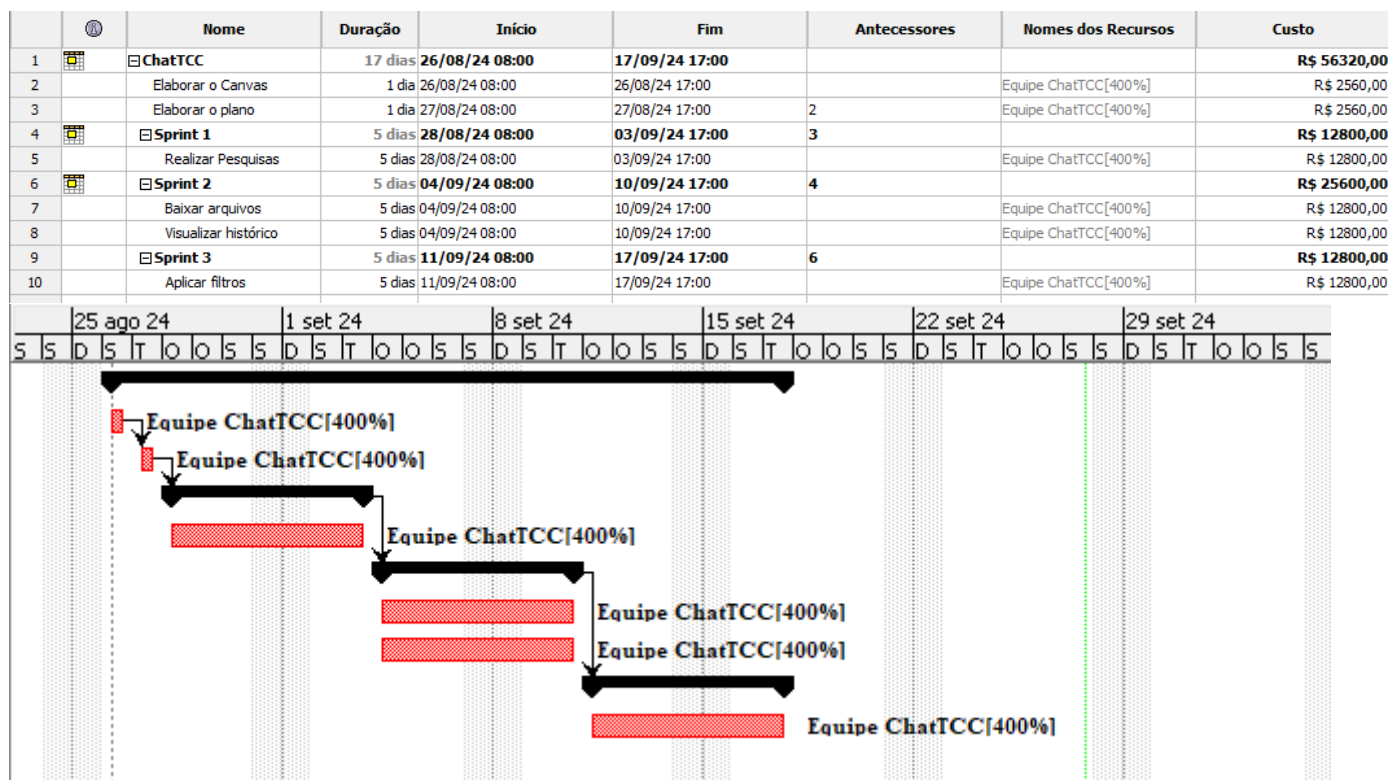 Nome Duração Início Fim Antecessores Nomes dos Recursos Custo
1 ChatTCC 17 dias 26/08/24 08:00 17/09/24 17:00 R$ 56320,00
2 Elaborar o Canvas 1 dia 26/08/24 08:00 26/08/24 17:00 Equipe ChatTCC[400%] R$ 2560,00
3 Elaborar o plano 1 dia 27/08/24 08:00 27/08/24 17:00 2 Equipe ChatTCC[400%] R$ 2560,00
4 Sprint 1 5 dias 28/08/24 08:00 03/09/24 17:00 3 R$ 12800,00
5 Realizar Pesquisas 5 dias 28/08/24 08:00 03/09/24 17:00 Equipe ChatTCC[400%] R$ 12800,00
6 Sprint 2 5 dias 04/09/24 08:00 10/09/24 17:00 4 R$ 25600,00
7 Baixar arquivos 5 dias 04/09/24 08:00 10/09/24 17:00 Equipe ChatTCC[400%] R$ 12800,00
8 Visualizar histórico 5 dias 04/09/24 08:00 10/09/24 17:00 Equipe ChatTCC[400%] R$ 12800,00
9 Sprint 3 5 dias 11/09/24 08:00 17/09/24 17:00 6 R$ 12800,00
10 Aplicar filtros 5 dias 11/09/24 08:00 17/09/24 17:00 Equipe ChatTCC[400%] R$ 12800,00
25 ago 24 1 set 24 8 set 24 15 set 24 22 set 24 29 set 24
S S D S T Q Q S S D S T Q Q S S D S T Q Q S S D S T Q Q S S D S T Q Q S S D S T Q Q S S
Equipe ChatTCC[400%]
Equipe ChatTCC[400%]
Equipe ChatTCC[400%]
Equipe ChatTCC[400%]
Equipe ChatTCC[400%]
Equipe ChatTCC[400%]